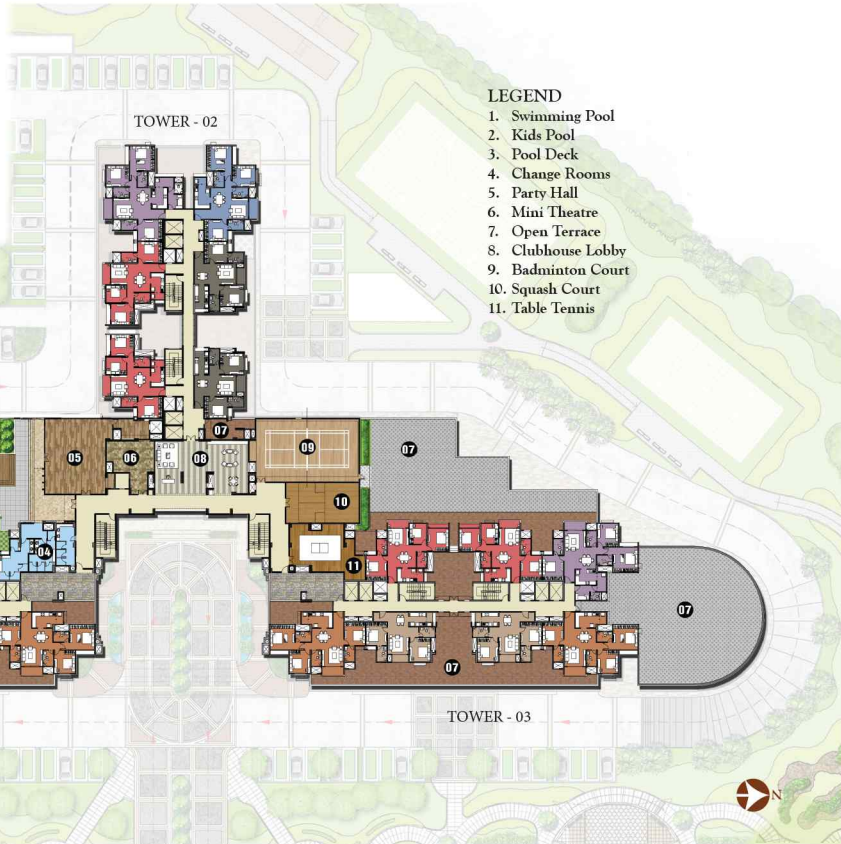 LEGEND
1. Swimming Pool
2. Kids Pool
3. Pool Deck
4. Change Rooms
5. Party Hall
6. Mini Theatre
7. Open Terrace
8. Clubhouse Lobby
9. Badminton Court
10. Squash Court
11. Table Tennis
TOWER - 02
07
09
07
05
06
08
10
04
11
07
07
TOWER - 03
N